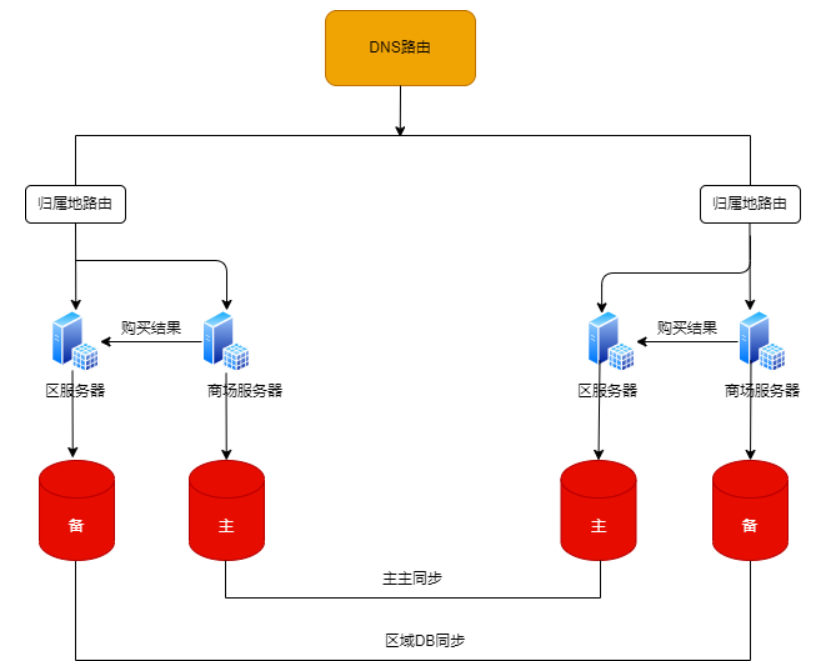 DNS路由
归属地路由
归属地路由
购买结果
购买结果
区服务器
商场服务器
区服务器
商场服务器
备
主
主
备
主主同步
区域DB同步